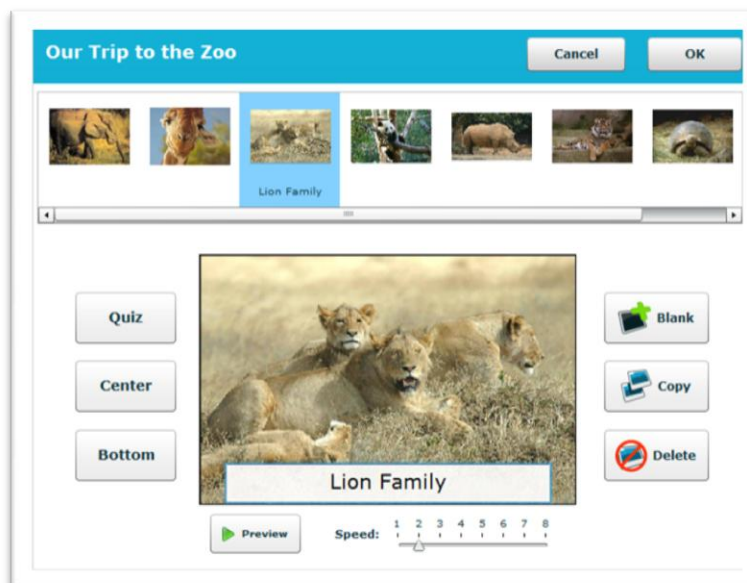 Our Trip to the Zoo
Cancel
OK
Lion Family
Quiz
Blank
Center
Copy
Bottom
Delete
Lion Family
Preview
Speed:
1 2 3 4 5 6 7 8